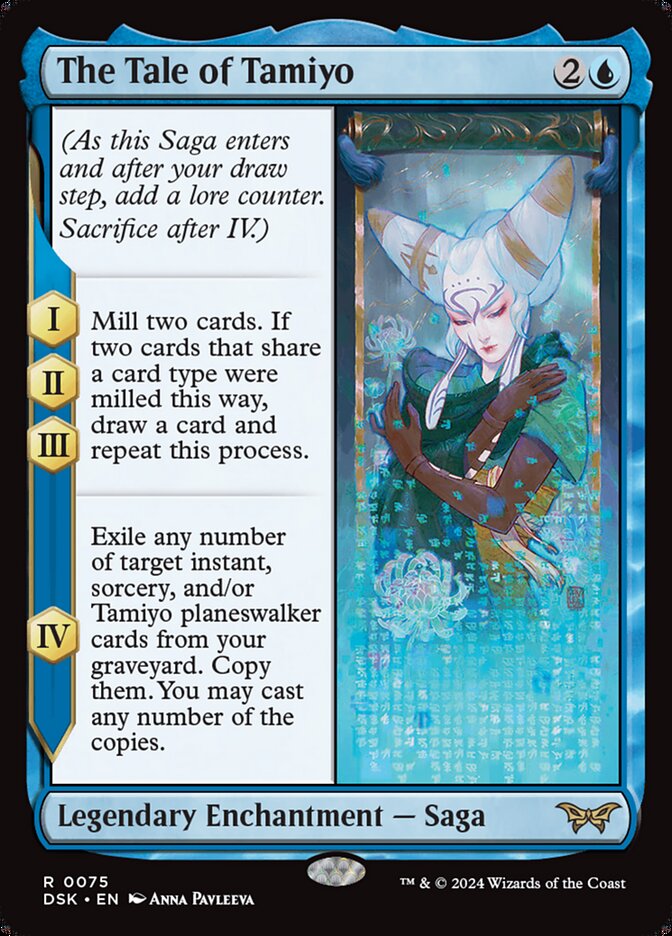 The Tale of Tamiyo 2
(As this Saga enters
and after your draw
step, add a lore counter.
Sacrifice after IV.)
I
II
III
Mill two cards. If
two cards that share
a card type were
milled this way,
draw a card and
repeat this process.
IV
Exile any number
of target instant,
sorcery, and/or
Tamiyo planeswalker
cards from your
graveyard. Copy
them. You may cast
any number of the
copies.
Legendary Enchantment — Saga
R 0075
DSK • EN Anna Pavleeva
™ & © 2024 Wizards of the Coast